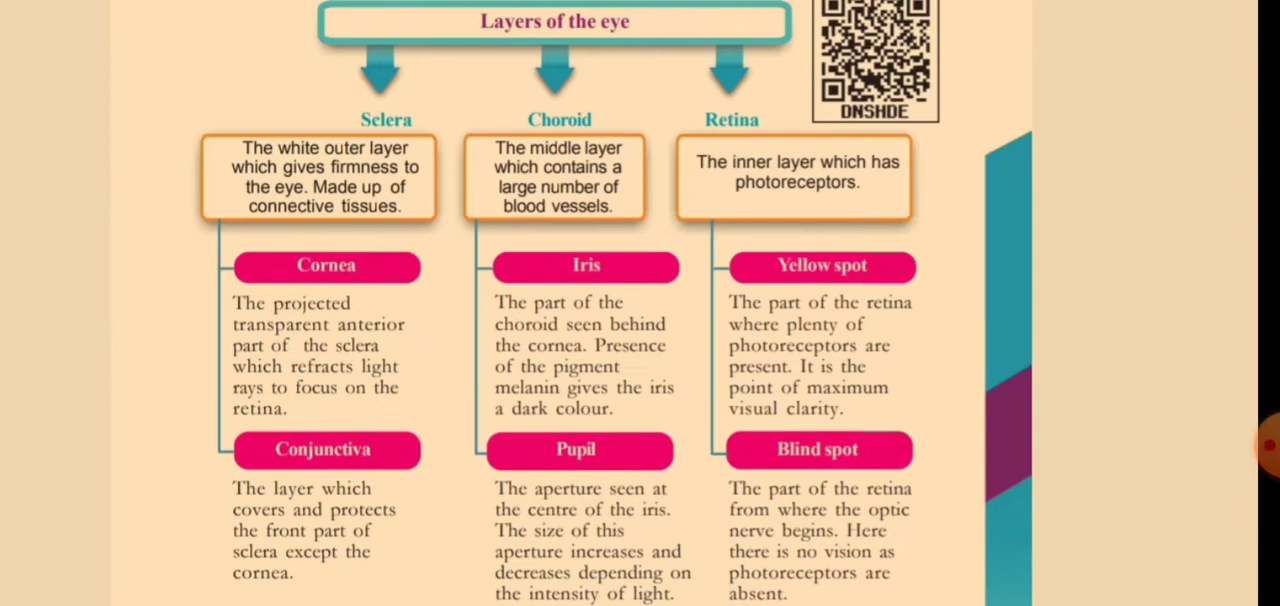 Layers of the eye
DNSHDE
Sclera
The white outer layer
which gives firmness to
the eye. Made up of
connective tissues.
Cornea
The projected
transparent anterior
part of the sclera
which refracts light
rays to focus on the
retina.
Conjunctiva
The layer which
covers and protects
the front part of
sclera except the
cornea.
Choroid
The middle layer
which contains a
large number of
blood vessels.
Iris
The part of the
choroid seen behind
the cornea. Presence
of the pigment
melanin gives the iris
a dark colour.
Pupil
The aperture seen at
the centre of the iris.
The size of this
aperture increases and
decreases depending on
the intensity of light.
Retina
The inner layer which has
photoreceptors.
Yellow spot
The part of the retina
where plenty of
photoreceptors are
present. It is the
point of maximum
visual clarity.
Blind spot
The part of the retina
from where the optic
nerve begins. Here
there is no vision as
photoreceptors are
absent.